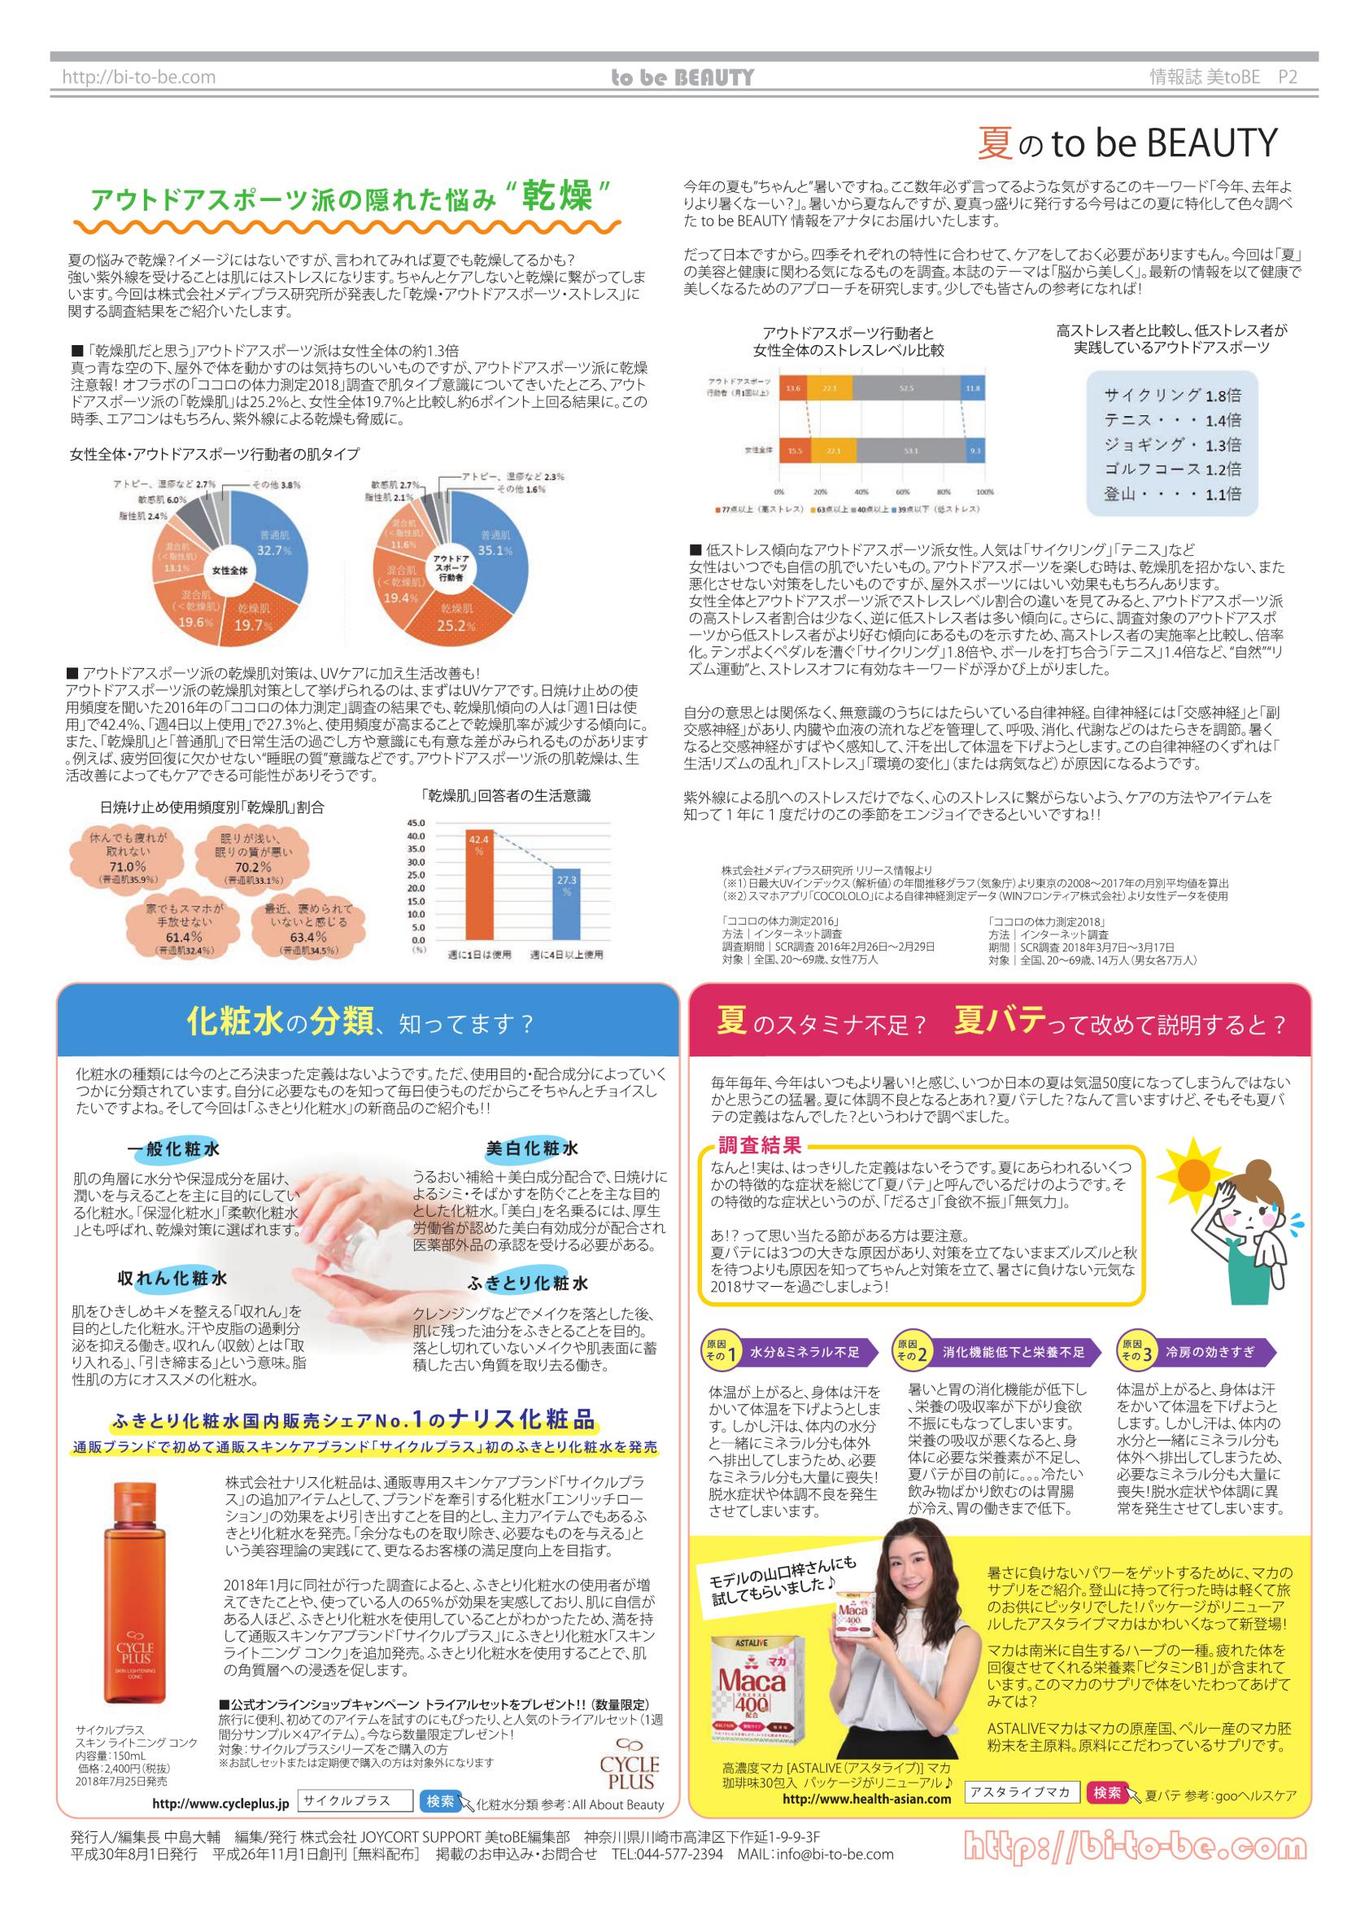 http://bi-to-be.com
to be BEAUTY
情報誌 美toBE P2
夏の to be BEAUTY
アウトドアスポーツ派の隠れた悩み “乾燥”
夏の悩みで乾燥?イメージにはないですが、言われてみれば夏でも乾燥してるかも?
強い紫外線を受けることは肌にはストレスになります。ちゃんとケアしないと乾燥に繋がってしま
います。今回は株式会社メディプラス研究所が発表した「乾燥・アウトドアスポーツ・ストレス」に
関する調査結果をご紹介いたします。
■ 「乾燥肌だと思う」アウトドアスポーツ派は女性全体の約1.3倍
真っ青な空の下、屋外で体を動かすのは気持ちのいいものですが、アウトドアスポーツ派に乾燥
注意報! オフラボの「ココロの体力測定2018」調査で肌タイプ意識についてきいたところ、アウト
ドアスポーツ派の「乾燥肌」は25.2%と、女性全体19.7%と比較し約6ポイント上回る結果に。この
時季、エアコンはもちろん、紫外線による乾燥も脅威に。
女性全体・アウトドアスポーツ行動者の肌タイプ
アトピー、湿疹など 2.7%
その他 3.8%
敏感肌 6.0%
脂性肌 2.4%
混合肌
(<脂性肌)
13.1%
混合肌
(<乾燥肌)
19.6%
乾燥肌
19.7%
普通肌
32.7%
女性全体
アトピー、湿疹など 2.3%
その他 1.6%
敏感肌 2.7%
脂性肌 2.1%
混合肌
(<脂性肌)
11.6%
混合肌
(<乾燥肌)
19.4%
乾燥肌
25.2%
普通肌
35.1%
アウトドア
スポーツ
行動者
■ アウトドアスポーツ派の乾燥肌対策は、UVケアに加え生活改善も!
アウトドアスポーツ派の乾燥肌対策として挙げられるのは、まずはUVケアです。日焼け止めの使
用頻度を聞いた2016年の「ココロの体力測定」調査の結果でも、乾燥肌傾向の人は「週1日は使
用」で42.4%、「週4日以上使用」で27.3%と、使用頻度が高まることで乾燥肌率が減少する傾向に。
また、「乾燥肌」と「普通肌」で日常生活の過ごし方や意識にも有意な差がみられるものがあります
。例えば、疲労回復に欠かせない“睡眠の質”意識などです。アウトドアスポーツ派の肌乾燥は、生
活改善によってもケアできる可能性がありそうです。
日焼け止め使用頻度別「乾燥肌」割合
休んでも疲れが
取れない
71.0%
(普通肌35.9%)
眠りが浅い、
眠りの質が悪い
70.2%
(普通肌33.1%)
家でもスマホが
手放せない
61.4%
(普通肌32.4%)
最近、褒められて
いないと感じる
63.4%
(普通肌34.5%)
「乾燥肌」回答者の生活意識
45.0
40.0
35.0
30.0
25.0
20.0
15.0
10.0
5.0
0.0
(%)
42.4
%
27.3
%
週に1日は使用
週に4日以上使用
今年の夏も“ちゃんと”暑いですね。ここ数年必ず言ってるような気がするこのキーワード「今年、去年よ
りより暑くなーい?」。暑いから夏なんですが、夏真っ盛りに発行する今号はこの夏に特化して色々調べ
た to be BEAUTY 情報をアナタにお届けいたします。
だって日本ですから。四季それぞれの特性に合わせて、ケアをしておく必要がありますもん。今回は「夏」
の美容と健康に関わる気になるものを調査。本誌のテーマは「脳から美しく」。最新の情報を以て健康で
美しくなるためのアプローチを研究します。少しでも皆さんの参考になれば!
アウトドアスポーツ行動者と
女性全体のストレスレベル比較
アウトドアスポーツ
行動者（月1回以上）
13.6
22.1
52.5
11.8
女性全体
15.5
22.1
53.1
9.3
0%
20%
40%
60%
80%
100%
■77点以上（高ストレス） ■63点以上 ■40点以上 ■39点以下（低ストレス）
高ストレス者と比較し、低ストレス者が
実践しているアウトドアスポーツ
サイクリング 1.8倍
テニス・・・ 1.4倍
ジョギング・ 1.3倍
ゴルフコース 1.2倍
登山・・・・ 1.1倍
■ 低ストレス傾向なアウトドアスポーツ派女性。人気は「サイクリング」「テニス」など
女性はいつでも自信の肌でいたいもの。アウトドアスポーツを楽しむ時は、乾燥肌を招かない、また
悪化させない対策をしたいものですが、屋外スポーツにはいい効果ももちろんあります。
女性全体とアウトドアスポーツ派でストレスレベル割合の違いを見てみると、アウトドアスポーツ派
の高ストレス者割合は少なく、逆に低ストレス者は多い傾向に。さらに、調査対象のアウトドアスポ
ーツから低ストレス者がより好む傾向にあるものを示すため、高ストレス者の実施率と比較し、倍率
化。テンポよくペダルを漕ぐ「サイクリング」1.8倍や、ボールを打ち合う「テニス」1.4倍など、“自然”“リ
ズム運動”と、ストレスオフに有効なキーワードが浮かび上がりました。
自分の意思とは関係なく、無意識のうちにはたらいている自律神経。自律神経には「交感神経」と「副
交感神経」があり、内臓や血液の流れなどを管理して、呼吸、消化、代謝などのはたらきを調節。暑く
なると交感神経がすばやく感知して、汗を出して体温を下げようとします。この自律神経のくずれは「
生活リズムの乱れ」「ストレス」「環境の変化」（または病気など）が原因になるようです。
紫外線による肌へのストレスだけでなく、心のストレスに繋がらないよう、ケアの方法やアイテムを
知って 1 年に 1 度だけのこの季節をエンジョイできるといいですね!!
株式会社メディプラス研究所 リリース情報より
（※1）日最大UVインデックス（解析値）の年間推移グラフ（気象庁）より東京の2008～2017年の月別平均値を算出
（※2）スマホアプリ「COCOLOLO」による自律神経測定データ（WINフロンティア株式会社）より女性データを使用
「ココロの体力測定2016」
方法｜インターネット調査
調査期間｜SCR調査 2016年2月26日～2月29日
対象｜全国、20～69歳、女性7万人
「ココロの体力測定2018」
方法｜インターネット調査
期間｜SCR調査 2018年3月7日～3月17日
対象｜全国、20～69歳、14万人（男女各7万人）
化粧水の分類、知ってます？
化粧水の種類には今のところ決まった定義はないようです。ただ、使用目的・配合成分によっていく
つかに分類されています。自分に必要なものを知って毎日使うものだからこそちゃんとチョイスし
たいですよね。そして今回は「ふきとり化粧水」の新商品のご紹介も!!
一般化粧水
肌の角層に水分や保湿成分を届け、
潤いを与えることを主に目的にしてい
る化粧水。「保湿化粧水」「柔軟化粧水
」とも呼ばれ、乾燥対策に選ばれます。
美白化粧水
うるおい補給＋美白成分配合で、日焼けに
よるシミ・そばかすを防ぐことを主な目的
とした化粧水。「美白」を名乗るには、厚生
労働省が認めた美白有効成分が配合され
医薬部外品の承認を受ける必要がある。
収れん化粧水
肌をひきしめキメを整える「収れん」を
目的とした化粧水。汗や皮脂の過剰分
泌を抑える働き。収れん（収斂）とは「取
り入れる」、「引き締まる」という意味。脂
性肌の方にオススメの化粧水。
ふきとり化粧水
クレンジングなどでメイクを落とした後、
肌に残った油分をふきとることを目的。
落とし切れていないメイクや肌表面に蓄
積した古い角質を取り去る働き。
ふきとり化粧水国内販売シェアNo.1のナリス化粧品
通販ブランドで初めて通販スキンケアブランド「サイクルプラス」初のふきとり化粧水を発売
株式会社ナリス化粧品は、通販専用スキンケアブランド「サイクルプラ
ス」の追加アイテムとして、ブランドを牽引する化粧水「エンリッチロー
ション」の効果をより引き出すことを目的とし、主力アイテムでもあるふ
きとり化粧水を発売。「余分なものを取り除き、必要なものを与える」と
いう美容理論の実践にて、更なるお客様の満足度向上を目指す。
2018年1月に同社が行った調査によると、ふきとり化粧水の使用者が増
えてきたことや、使っている人の65％が効果を実感しており、肌に自信が
ある人ほど、ふきとり化粧水を使用していることがわかったため、満を持
して通販スキンケアブランド「サイクルプラス」にふきとり化粧水「スキン
ライトニング コンク」を追加発売。ふきとり化粧水を使用することで、肌
の角質層への浸透を促します。
CYCLE
PLUS
SKIN LIGHTENING
CONC
サイクルプラス
スキン ライトニング コンク
内容量：150mL
価格：2,400円（税抜）
2018年7月25日発売
■公式オンラインショップキャンペーン トライアルセットをプレゼント!!（数量限定）
旅行に便利、初めてのアイテムを試すのにもぴったり、と人気のトライアルセット（1週
間分サンプル×4アイテム）。今なら数量限定プレゼント!
対象：サイクルプラスシリーズをご購入の方
※お試しセットまたは定期便で購入の方は対象外になります
CYCLE
PLUS
http://www.cycleplus.jp
サイクルプラス
検索
化粧水分類 参考：All About Beauty
夏のスタミナ不足？ 夏バテって改めて説明すると？
毎年毎年、今年はいつもより暑い!と感じ、いつか日本の夏は気温50度になってしまうんではない
かと思うこの猛暑。夏に体調不良となるとあれ?夏バテした?なんて言いますけど、そもそも夏バ
テの定義はなんでした?というわけで調べました。
調査結果
なんと!実は、はっきりした定義はないそうです。夏にあらわれるいくつ
かの特徴的な症状を総じて「夏バテ」と呼んでいるだけのようです。そ
の特徴的な症状というのが、「だるさ」「食欲不振」「無気力」。
あ!?って思い当たる節がある方は要注意。
夏バテには3つの大きな原因があり、対策を立てないままズルズルと秋
を待つよりも原因を知ってちゃんと対策を立て、暑さに負けない元気な
2018サマーを過ごしましょう!
原因
その1
水分&ミネラル不足
体温が上がると、身体は汗を
かいて体温を下げようとしま
す。しかし汗は、体内の水分
と一緒にミネラル分も体外
へ排出してしまうため、必要
なミネラル分も大量に喪失!
脱水症状や体調不良を発生
させてしまいます。
原因
その2
消化機能低下と栄養不足
暑いと胃の消化機能が低下し
、栄養の吸収率が下がり食欲
不振にもなってしまいます。
栄養の吸収が悪くなると、身
体に必要な栄養素が不足し、
夏バテが目の前に。。。冷たい
飲み物ばかり飲むのは胃腸
が冷え、胃の働きまで低下。
原因
その3
冷房の効きすぎ
体温が上がると、身体は汗
をかいて体温を下げようと
します。しかし汗は、体内の
水分と一緒にミネラル分も
体外へ排出してしまうため、
必要なミネラル分も大量に
喪失!脱水症状や体調に異
常を発生させてしまいます。
モデルの山口梓さんにも
試してもらいました♪
ASTALIVE
マカ
Maca
400
配合
Maca
400
暑さに負けないパワーをゲットするために、マカの
サプリをご紹介。登山に持って行った時は軽くて旅
のお供にピッタリでした!パッケージがリニューア
ルしたアスタライブマカはかわいくなって新登場!
マカは南米に自生するハーブの一種。疲れた体を
回復させてくれる栄養素「ビタミンB1」が含まれて
います。このマカのサプリで体をいたわってあげて
みては?
ASTALIVEマカはマカの原産国、ペルー産のマカ胚
粉末を主原料。原料にこだわっているサプリです。
高濃度マカ [ASTALIVE（アスタライブ）] マカ
珈琲味30包入 パッケージがリニューアル♪
http://www.health-asian.com
アスタライブマカ
検索
夏バテ 参考：gooヘルスケア
発行人/編集長 中島大輔 編集/発行 株式会社 JOYCORT SUPPORT 美toBE編集部 神奈川県川崎市高津区下作延1-9-9-3F
平成30年8月1日発行 平成26年11月1日創刊［無料配布］ 掲載のお申込み・お問合せ TEL:044-577-2394 MAIL:info@bi-to-be.com
http://bi-to-be.com